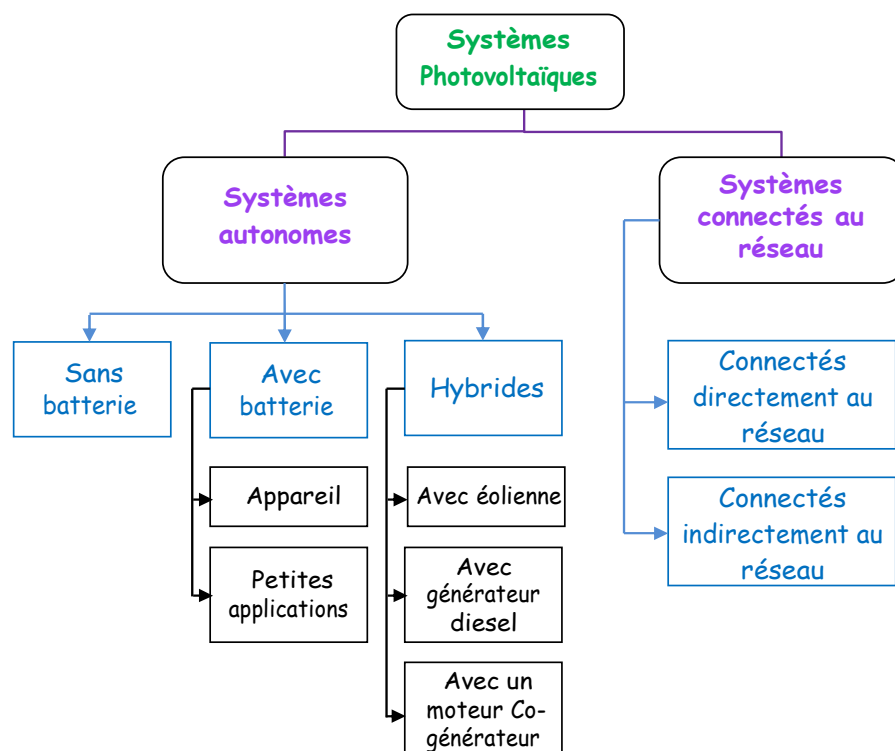 Systèmes
Photovoltaïques
Systèmes
autonomes
Systèmes
connectés au
réseau
Sans
batterie
Avec
batterie
Hybrides
Connectés
directement au
réseau
Appareil
Avec éolienne
Connectés
indirectement au
réseau
Petites
applications
Avec
générateur
diesel
Avec un
moteur Co-
générateur